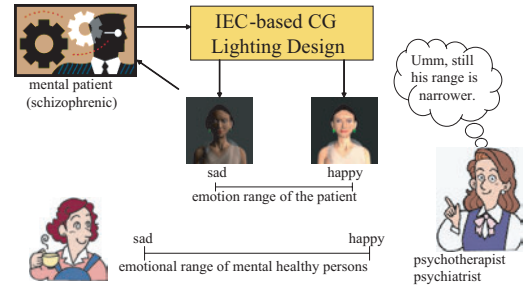 IEC-based CG
Lighting Design
mental patient
(schizophrenic)
Umm, still
his range is
narrower.
sad
happy
emotion range of the patient
sad
happy
emotional range of mental healthy persons
psychotherapist
psychiatrist